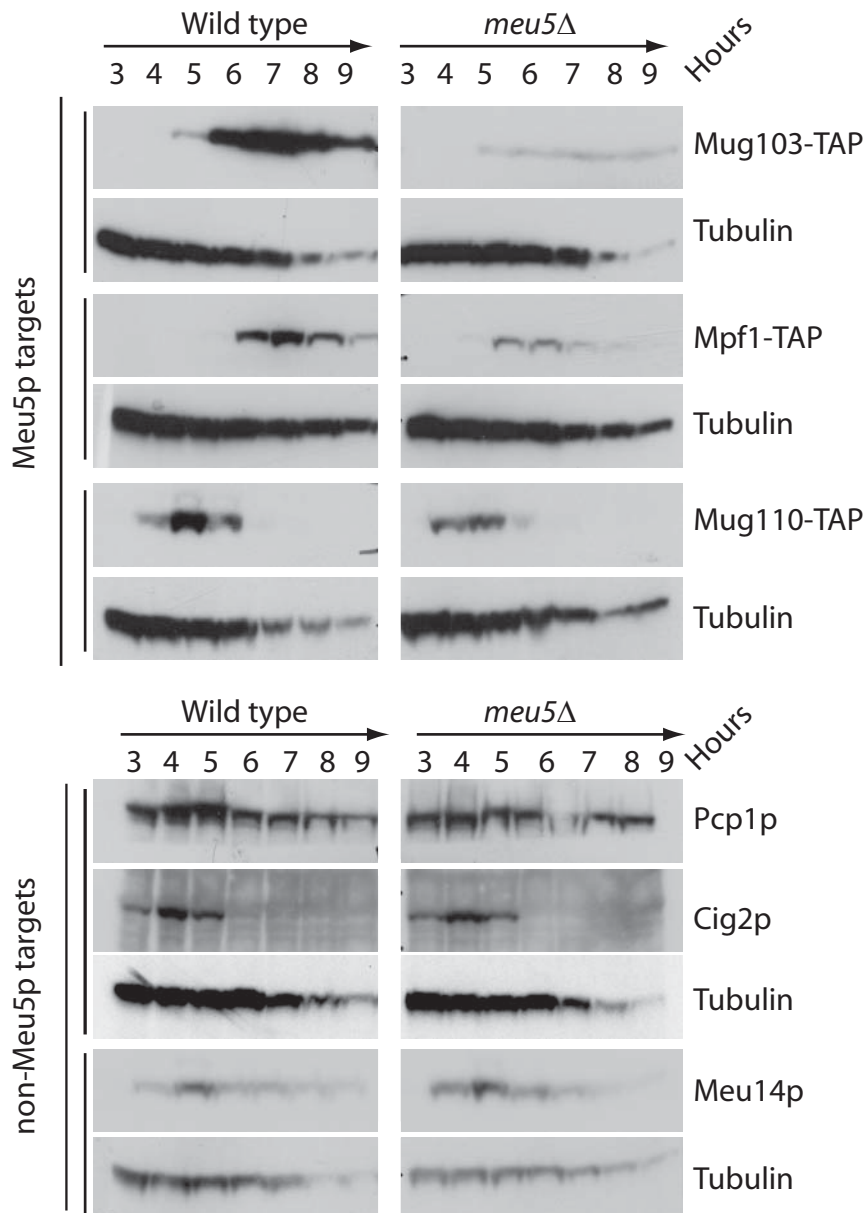 Wild type meu5Δ
3 4 5 6 7 8 9 3 4 5 6 7 8 9 Hours
Meu5p targets
Mug103-TAP
Tubulin
Mpf1-TAP
Tubulin
Mug110-TAP
Tubulin
Wild type meu5Δ
3 4 5 6 7 8 9 3 4 5 6 7 8 9 Hours
non-Meu5p targets
Pcp1p
Cig2p
Tubulin
Meu14p
Tubulin